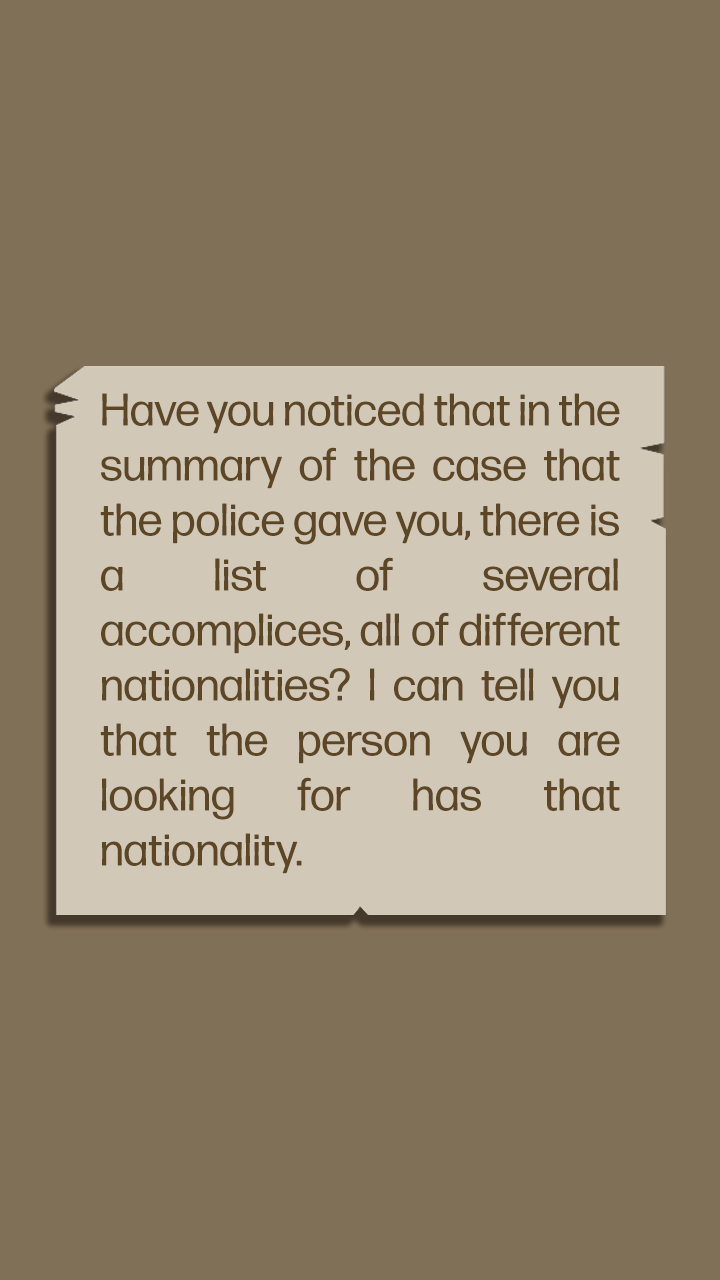 Have you noticed that in the
summary of the case that
the police gave you, there is
a list of several
accomplices, all of different
nationalities? I can tell you
that the person you are
looking for has that
nationality.